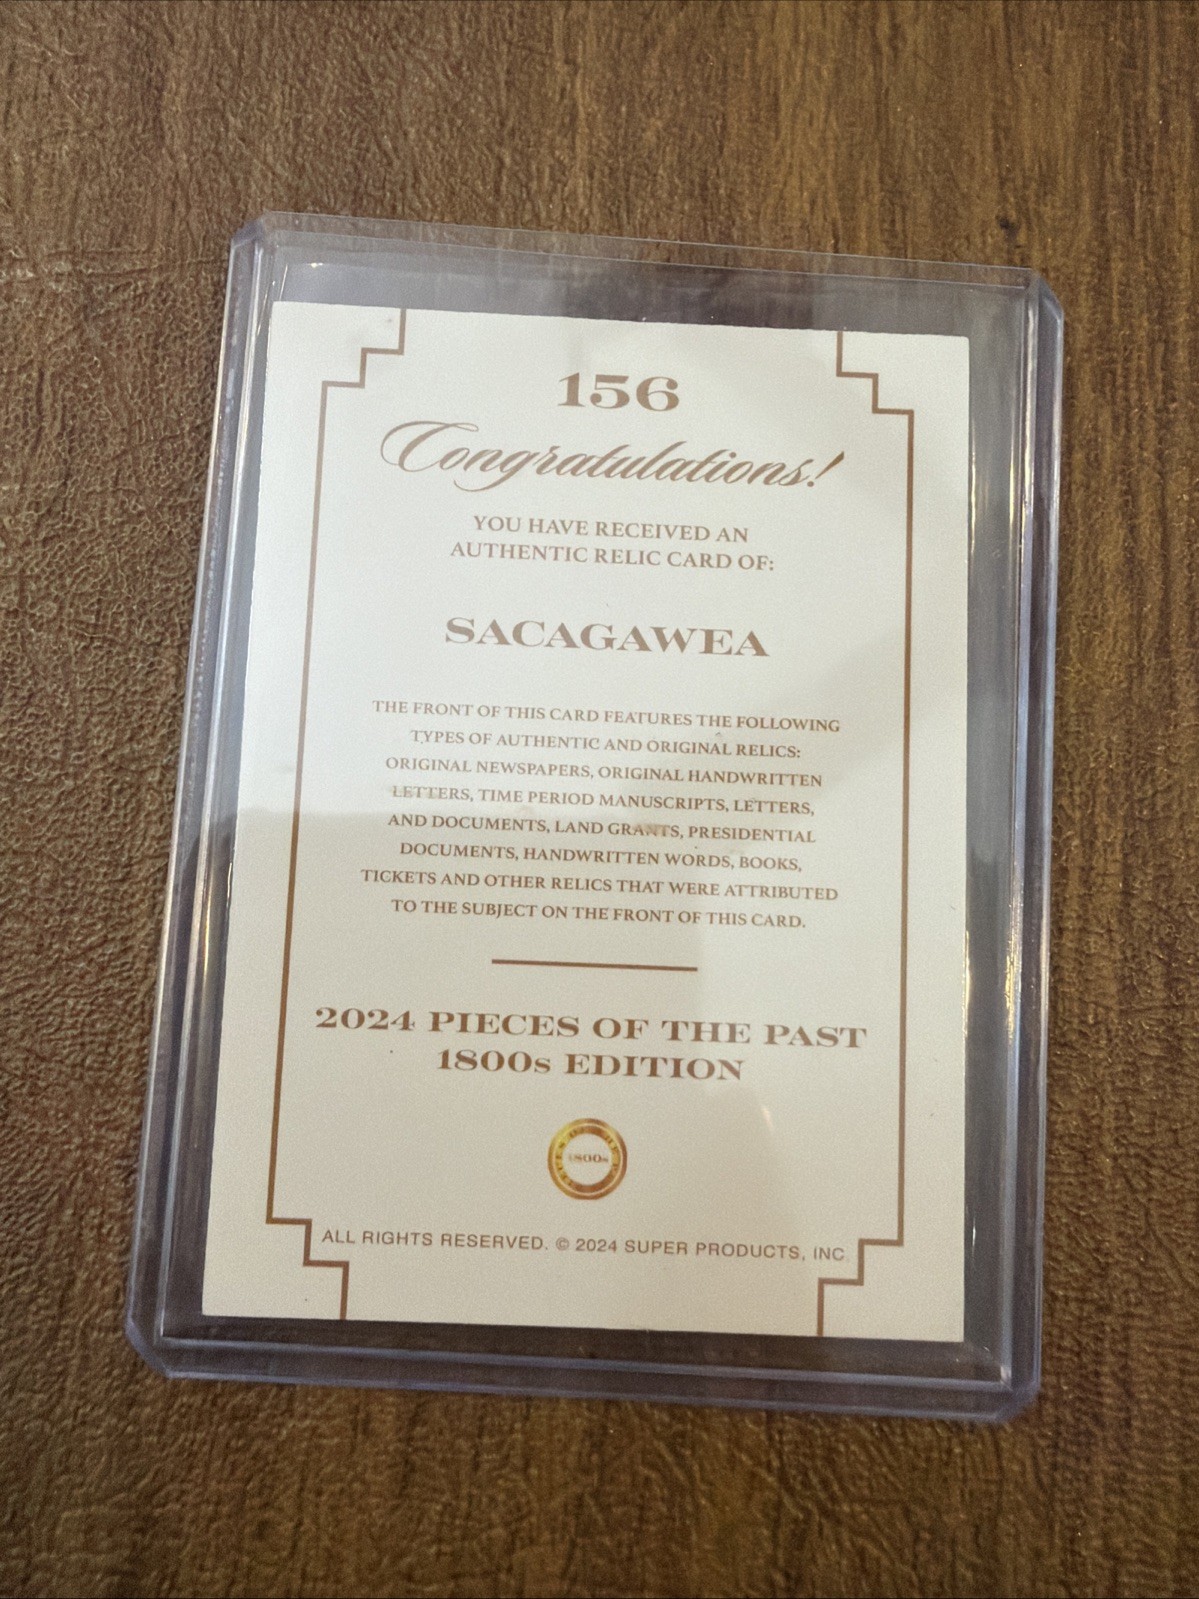 156
Congratulations!
YOU HAVE RECEIVED AN
AUTHENTIC RELIC CARD OF:
SACAGAWEA
THE FRONT OF THIS CARD FEATURES THE FOLLOWING
TYPES OF AUTHENTIC AND ORIGINAL RELICS:
ORIGINAL NEWSPAPERS, ORIGINAL HANDWRITTEN
LETTERS, TIME PERIOD MANUSCRIPTS, LETTERS,
AND DOCUMENTS, LAND GRANTS, PRESIDENTIAL
DOCUMENTS, HANDWRITTEN WORDS, BOOKS,
TICKETS AND OTHER RELICS THAT WERE ATTRIBUTED
TO THE SUBJECT ON THE FRONT OF THIS CARD.
2024 PIECES OF THE PAST
1800s EDITION
1800s
ALL RIGHTS RESERVED. © 2024 SUPER PRODUCTS, INC.